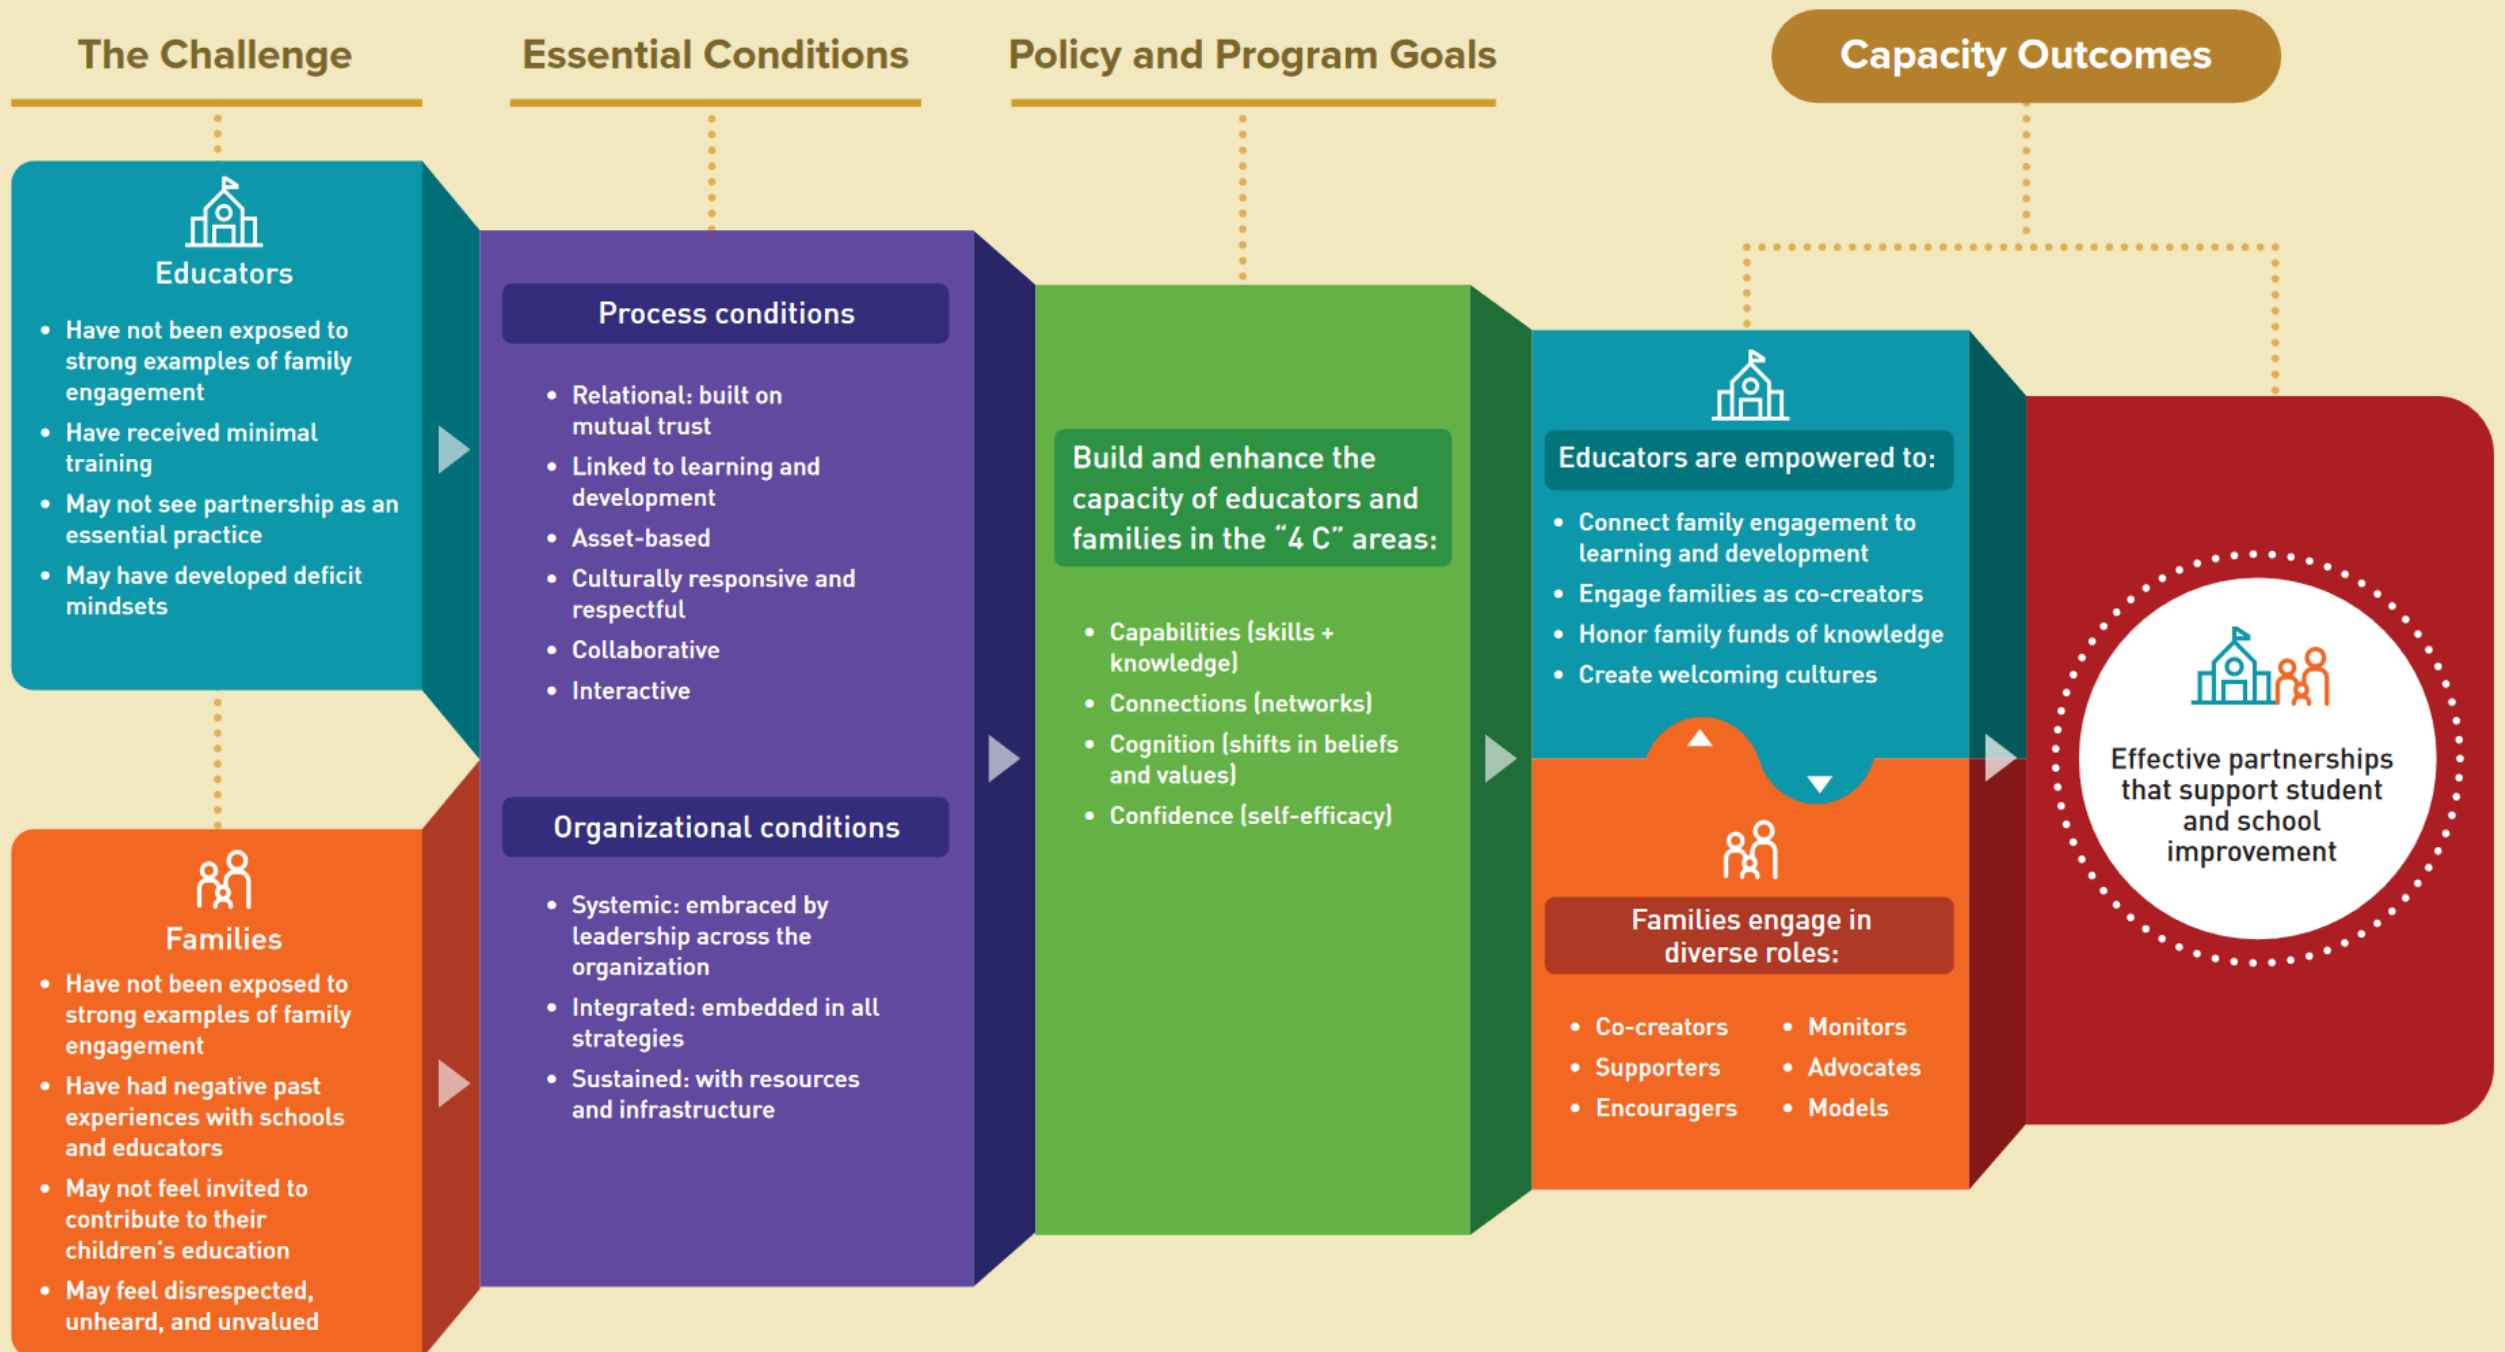 The Challenge
Essential Conditions
Policy and Program Goals
Capacity Outcomes
Educators
• Have not been exposed to
strong examples of family
engagement
• Have received minimal
training
• May not see partnership as an
essential practice
• May have developed deficit
mindsets
Families
• Have not been exposed to
strong examples of family
engagement
• Have had negative past
experiences with schools
and educators
• May not feel invited to
contribute to their
children's education
• May feel disrespected,
unheard, and unvalued
Process conditions
• Relational: built on
mutual trust
• Linked to learning and
development
• Asset-based
• Culturally responsive and
respectful
• Collaborative
• Interactive
Organizational conditions
• Systemic: embraced by
leadership across the
organization
• Integrated: embedded in all
strategies
• Sustained: with resources
and infrastructure
Build and enhance the
capacity of educators and
families in the “4 C” areas:
• Capabilities (skills +
knowledge)
• Connections (networks)
• Cognition (shifts in beliefs
and values)
• Confidence (self-efficacy)
Educators are empowered to:
• Connect family engagement to
learning and development
• Engage families as co-creators
• Honor family funds of knowledge
• Create welcoming cultures
Families engage in
diverse roles:
• Co-creators
• Supporters
• Encouragers
• Monitors
• Advocates
• Models
Effective partnerships
that support student
and school
improvement